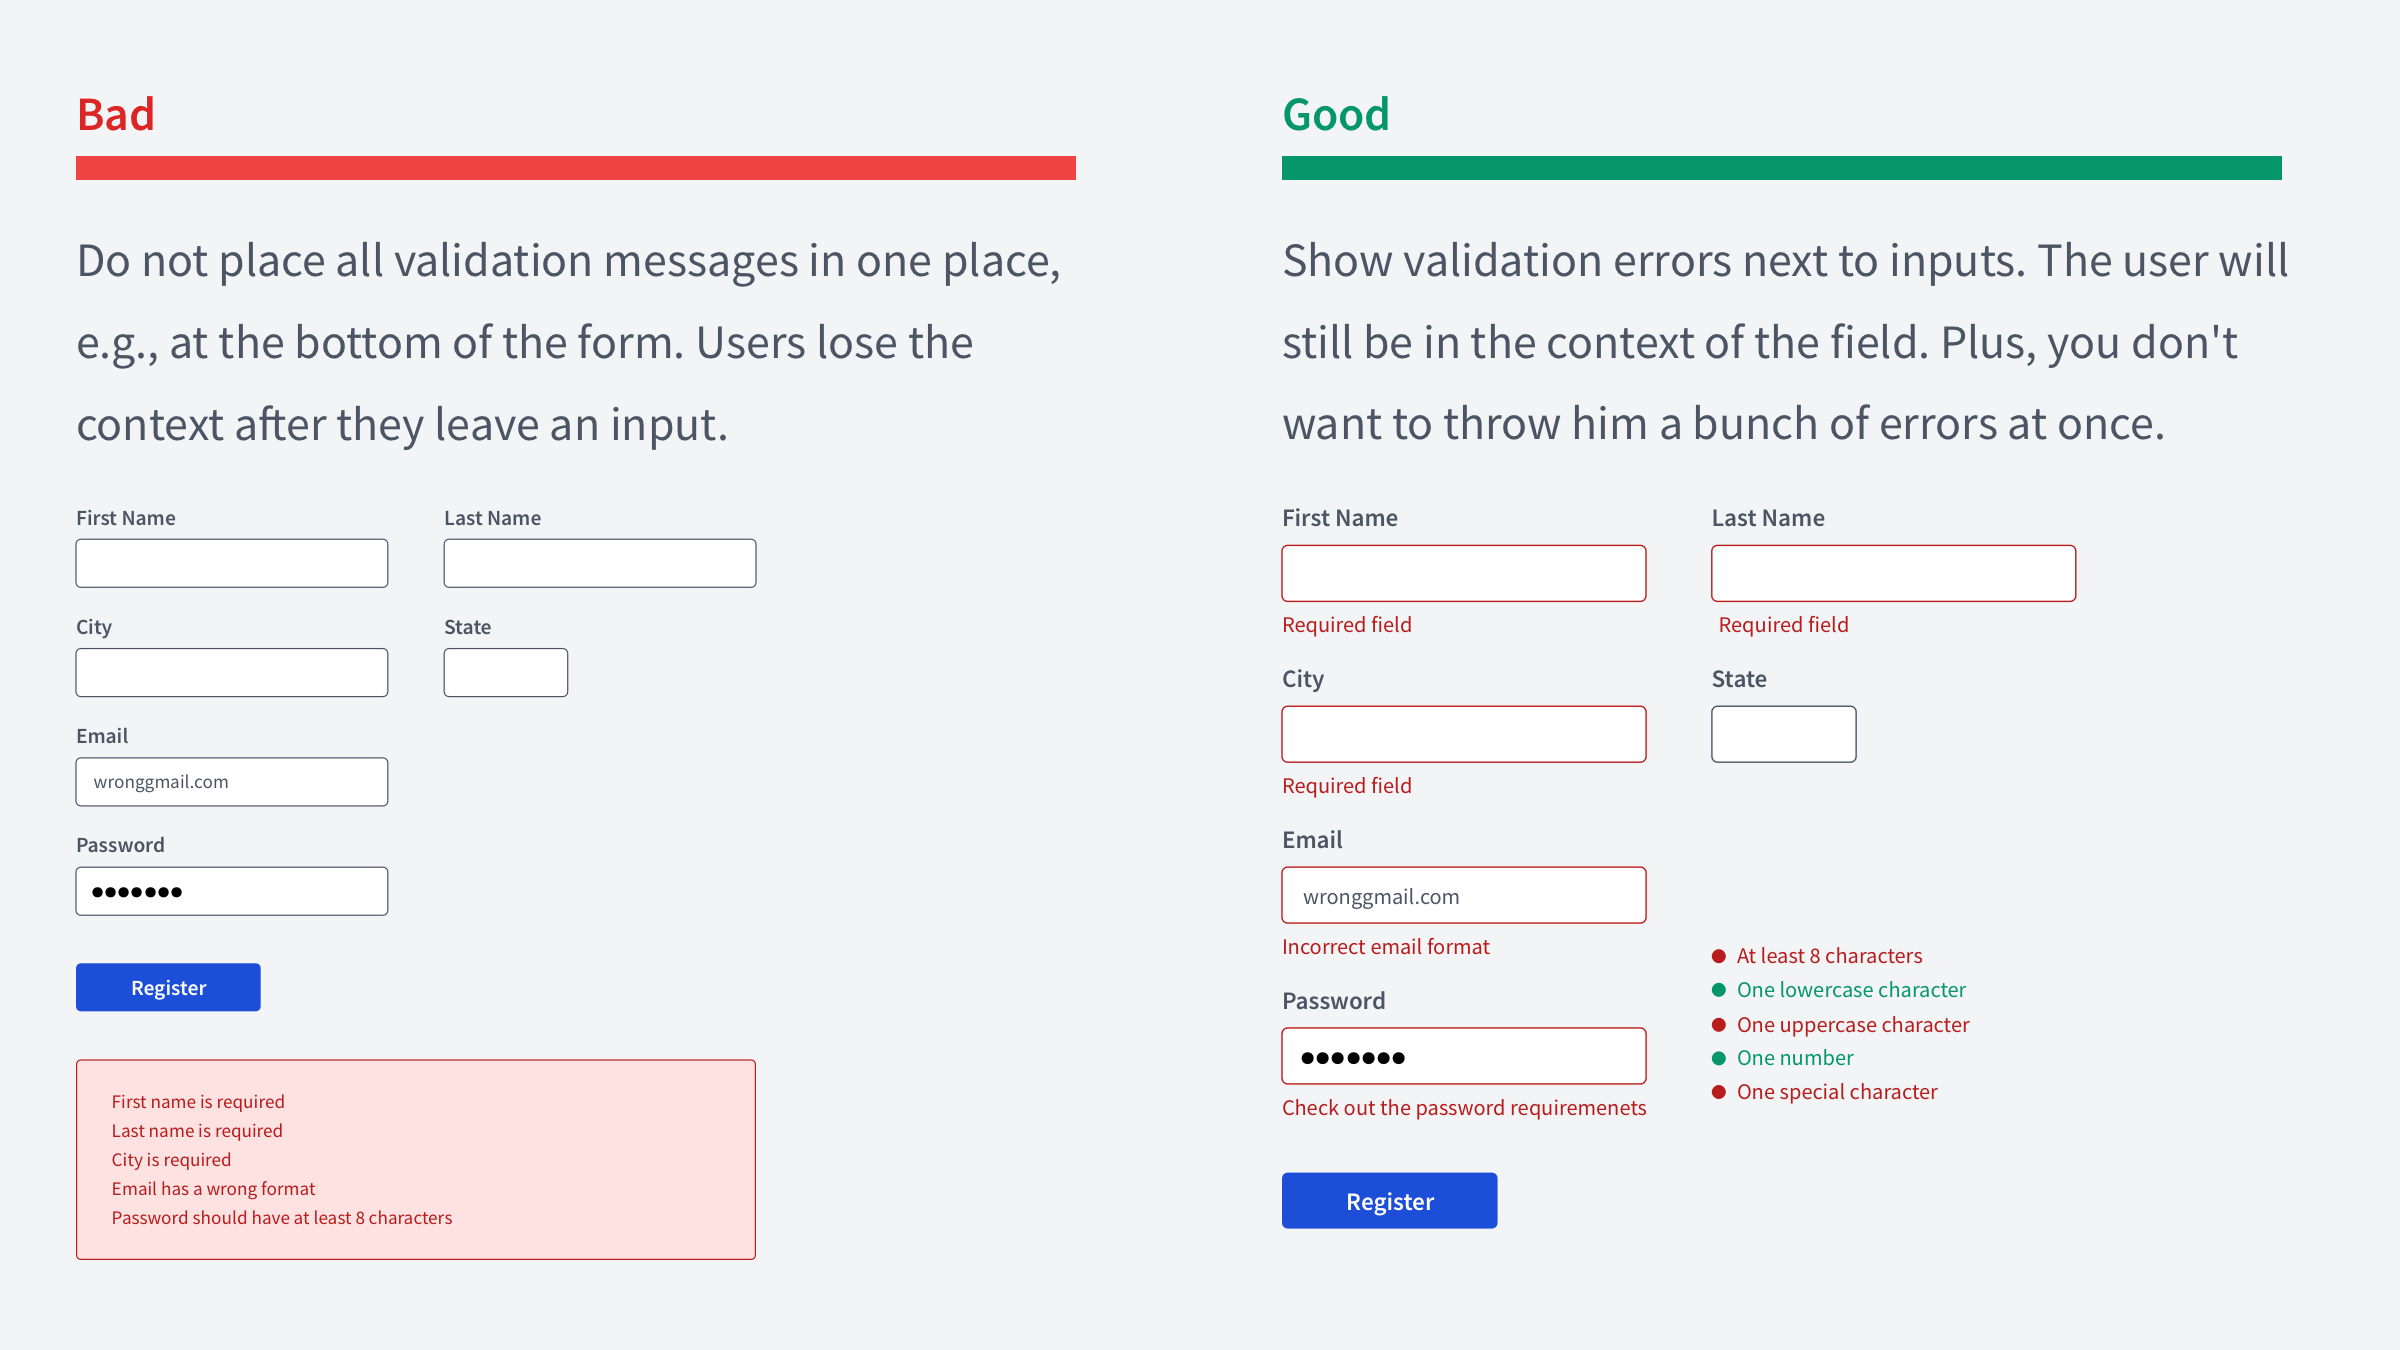 Bad
Do not place all validation messages in one place,
e.g., at the bottom of the form. Users lose the
context after they leave an input.
First Name
Last Name
City
State
Email
wronggmail.com
Password
Register
First name is required
Last name is required
City is required
Email has a wrong format
Password should have at least 8 characters
Good
Show validation errors next to inputs. The user will
still be in the context of the field. Plus, you don't
want to throw him a bunch of errors at once.
First Name
Last Name
Required field
Required field
City
State
Required field
Email
wronggmail.com
Incorrect email format
Password
Check out the password requiremenets
At least 8 characters
One lowercase character
One uppercase character
One number
One special character
Register